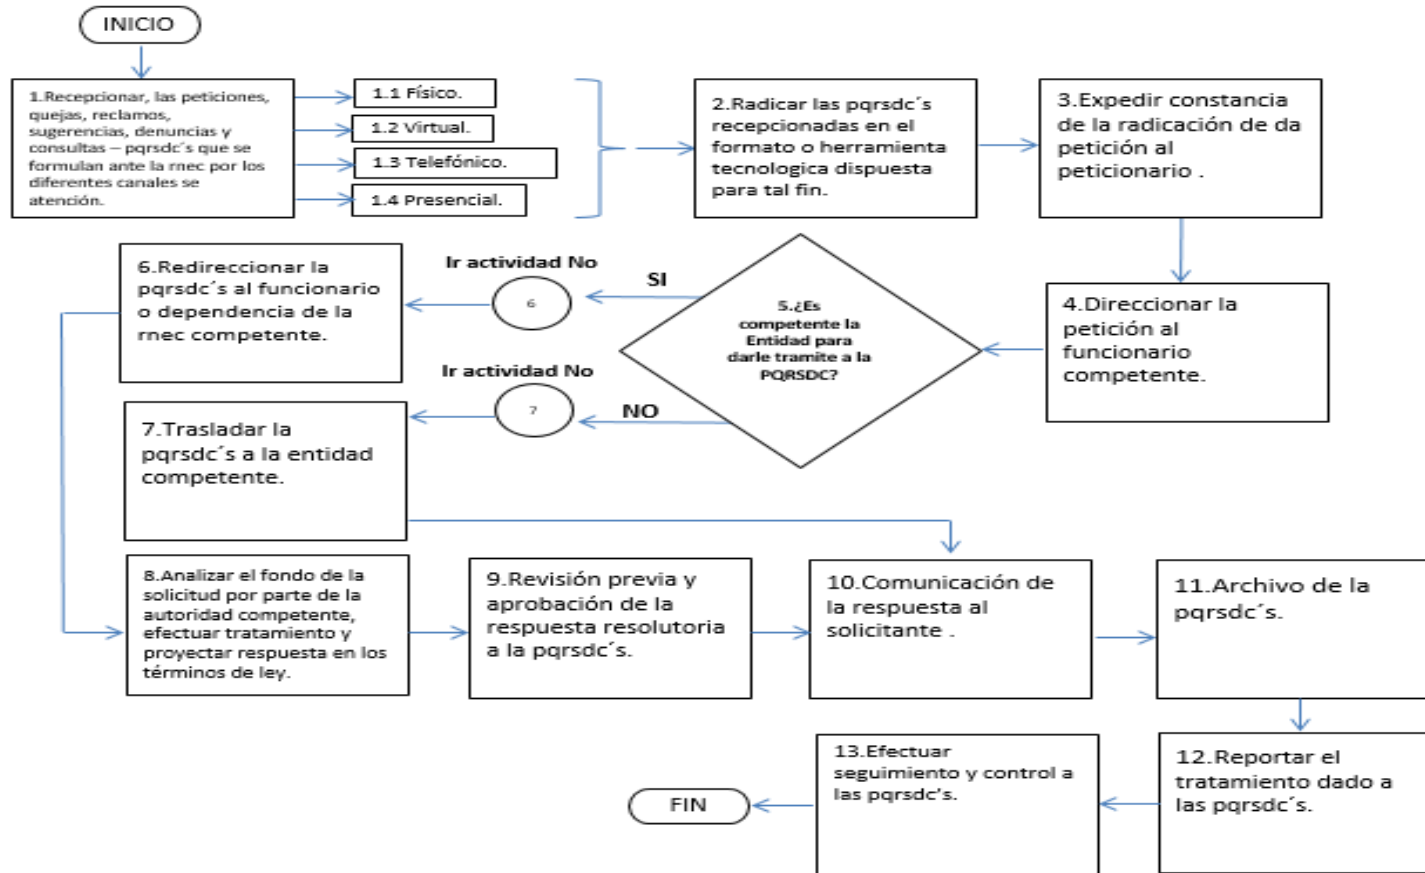 INICIO
1.Recepcionar, las peticiones,
quejas, reclamos,
sugerencias, denuncias y
consultas – pqrsdc´s que se
formulan ante la rnec por los
diferentes canales se
atención.
1.1 Físico.
1.2 Virtual.
1.3 Telefónico.
1.4 Presencial.
2.Radicar las pqrsdc´s
recepcionadas en el
formato o herramienta
tecnologica dispuesta
para tal fin.
3.Expedir constancia
de la radicación de da
petición al
peticionario .
4.Direccionar la
petición al
funcionario
competente.
5.¿Es
competente la
Entidad para
darle tramite a la
PQRSDC?
SI
Ir actividad No
6
6.Redireccionar la
pqrsdc´s al funcionario
o dependencia de la
rnec competente.
NO
Ir actividad No
7
7.Trasladar la
pqrsdc´s a la entidad
competente.
8.Analizar el fondo de la
solicitud por parte de la
autoridad competente,
efectuar tratamiento y
proyectar respuesta en los
términos de ley.
9.Revisión previa y
aprobación de la
respuesta resolutoria
a la pqrsdc´s.
10.Comunicación de
la respuesta al
solicitante .
11.Archivo de la
pqrsdc´s.
12.Reportar el
tratamiento dado a
las pqrsdc´s.
13.Efectuar
seguimiento y control a
las pqrsdc's.
FIN